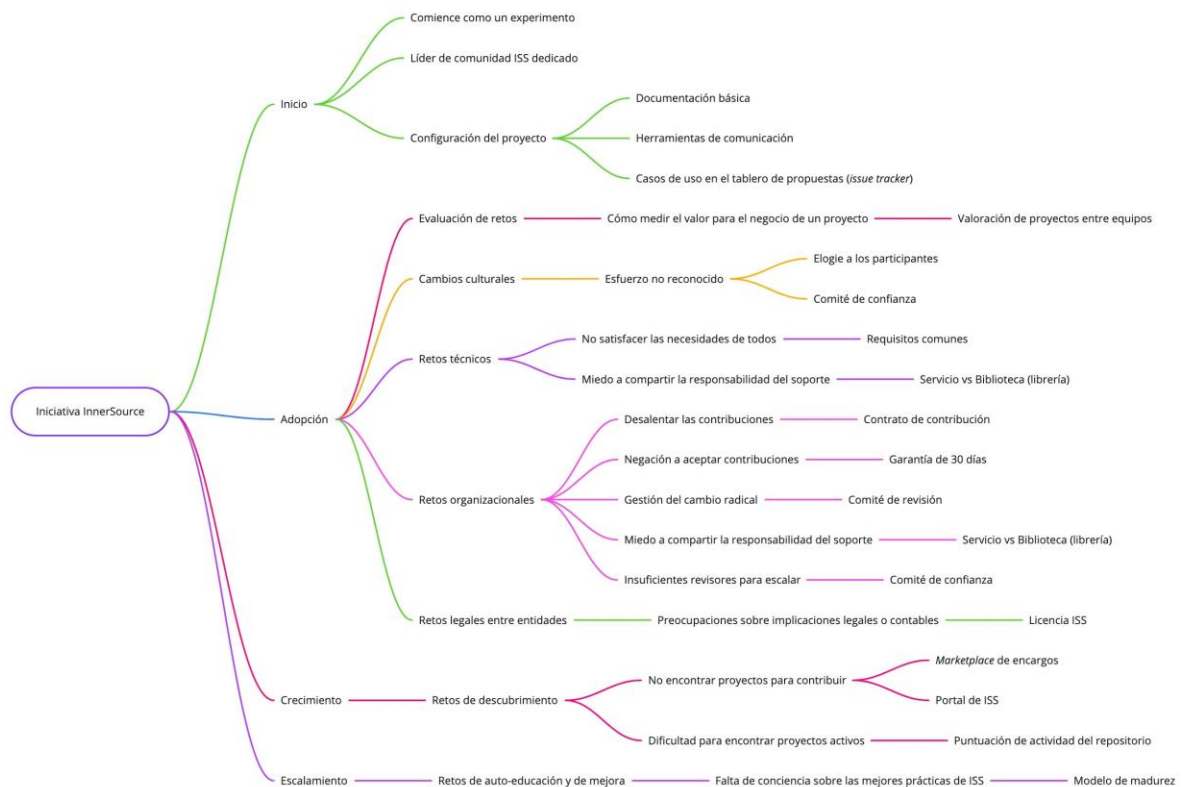 Comience como un experimento
Líder de comunidad ISS dedicado
Inicio
Documentación básica
Configuración del proyecto
Herramientas de comunicación
Casos de uso en el tablero de propuestas (issue tracker)
Evaluación de retos
Cómo medir el valor para el negocio de un proyecto
Valoración de proyectos entre equipos
Elogie a los participantes
Cambios culturales
Esfuerzo no reconocido
Comité de confianza
No satisfacer las necesidades de todos
Requisitos comunes
Retos técnicos
Miedo a compartir la responsabilidad del soporte
Servicio vs Biblioteca (librería)
Iniciativa InnerSource
Adopción
Desalentar las contribuciones
Contrato de contribución
Negación a aceptar contribuciones
Garantía de 30 días
Retos organizacionales
Gestión del cambio radical
Comité de revisión
Miedo a compartir la responsabilidad del soporte
Servicio vs Biblioteca (librería)
Insuficientes revisores para escalar
Comité de confianza
Retos legales entre entidades
Preocupaciones sobre implicaciones legales o contables
Licencia ISS
Marketplace de encargos
No encontrar proyectos para contribuir
Crecimiento
Retos de descubrimiento
Portal de ISS
Dificultad para encontrar proyectos activos
Puntuación de actividad del repositorio
Escalamiento
Retos de auto-educación y de mejora
Falta de conciencia sobre las mejores prácticas de ISS
Modelo de madurez